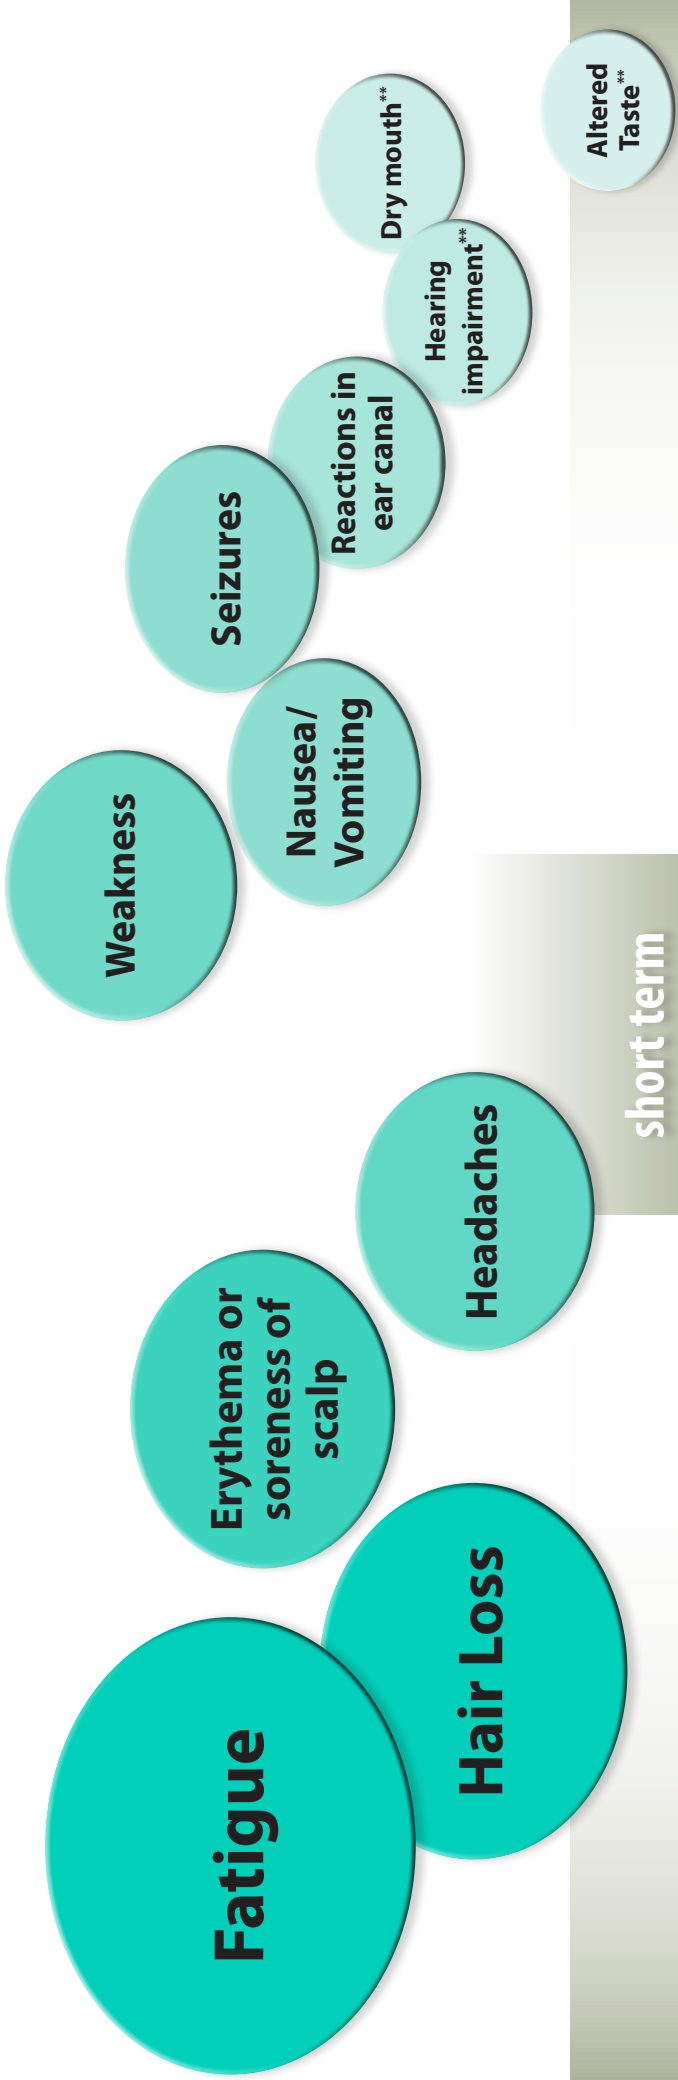 Fatigue
Hair Loss
Erythema or
soreness of
scalp
Headaches
Weakness
Nausea/
Vomiting
Seizures
Reactions in
ear canal
Hearing
impairment**
Dry mouth**
Altered
Taste**
short term